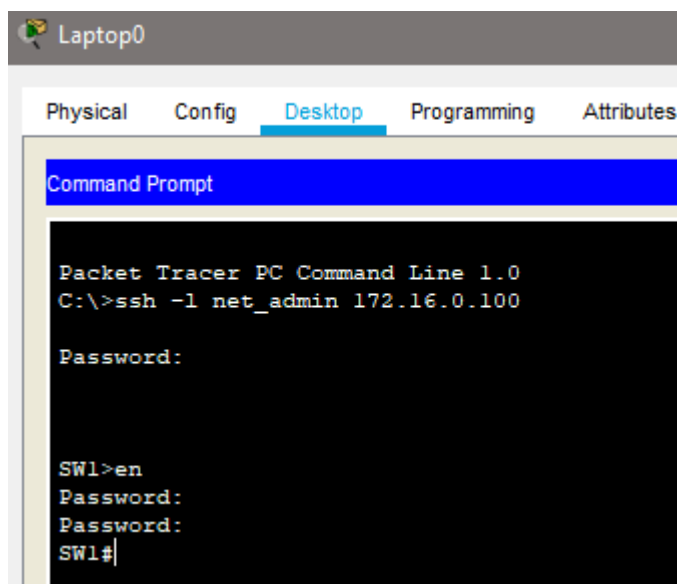 Laptop0
Physical Config Desktop Programming Attributes
Command Prompt
Packet Tracer PC Command Line 1.0
C:\>ssh -l net_admin 172.16.0.100
Password:
SW1>en
Password:
Password:
SW1#